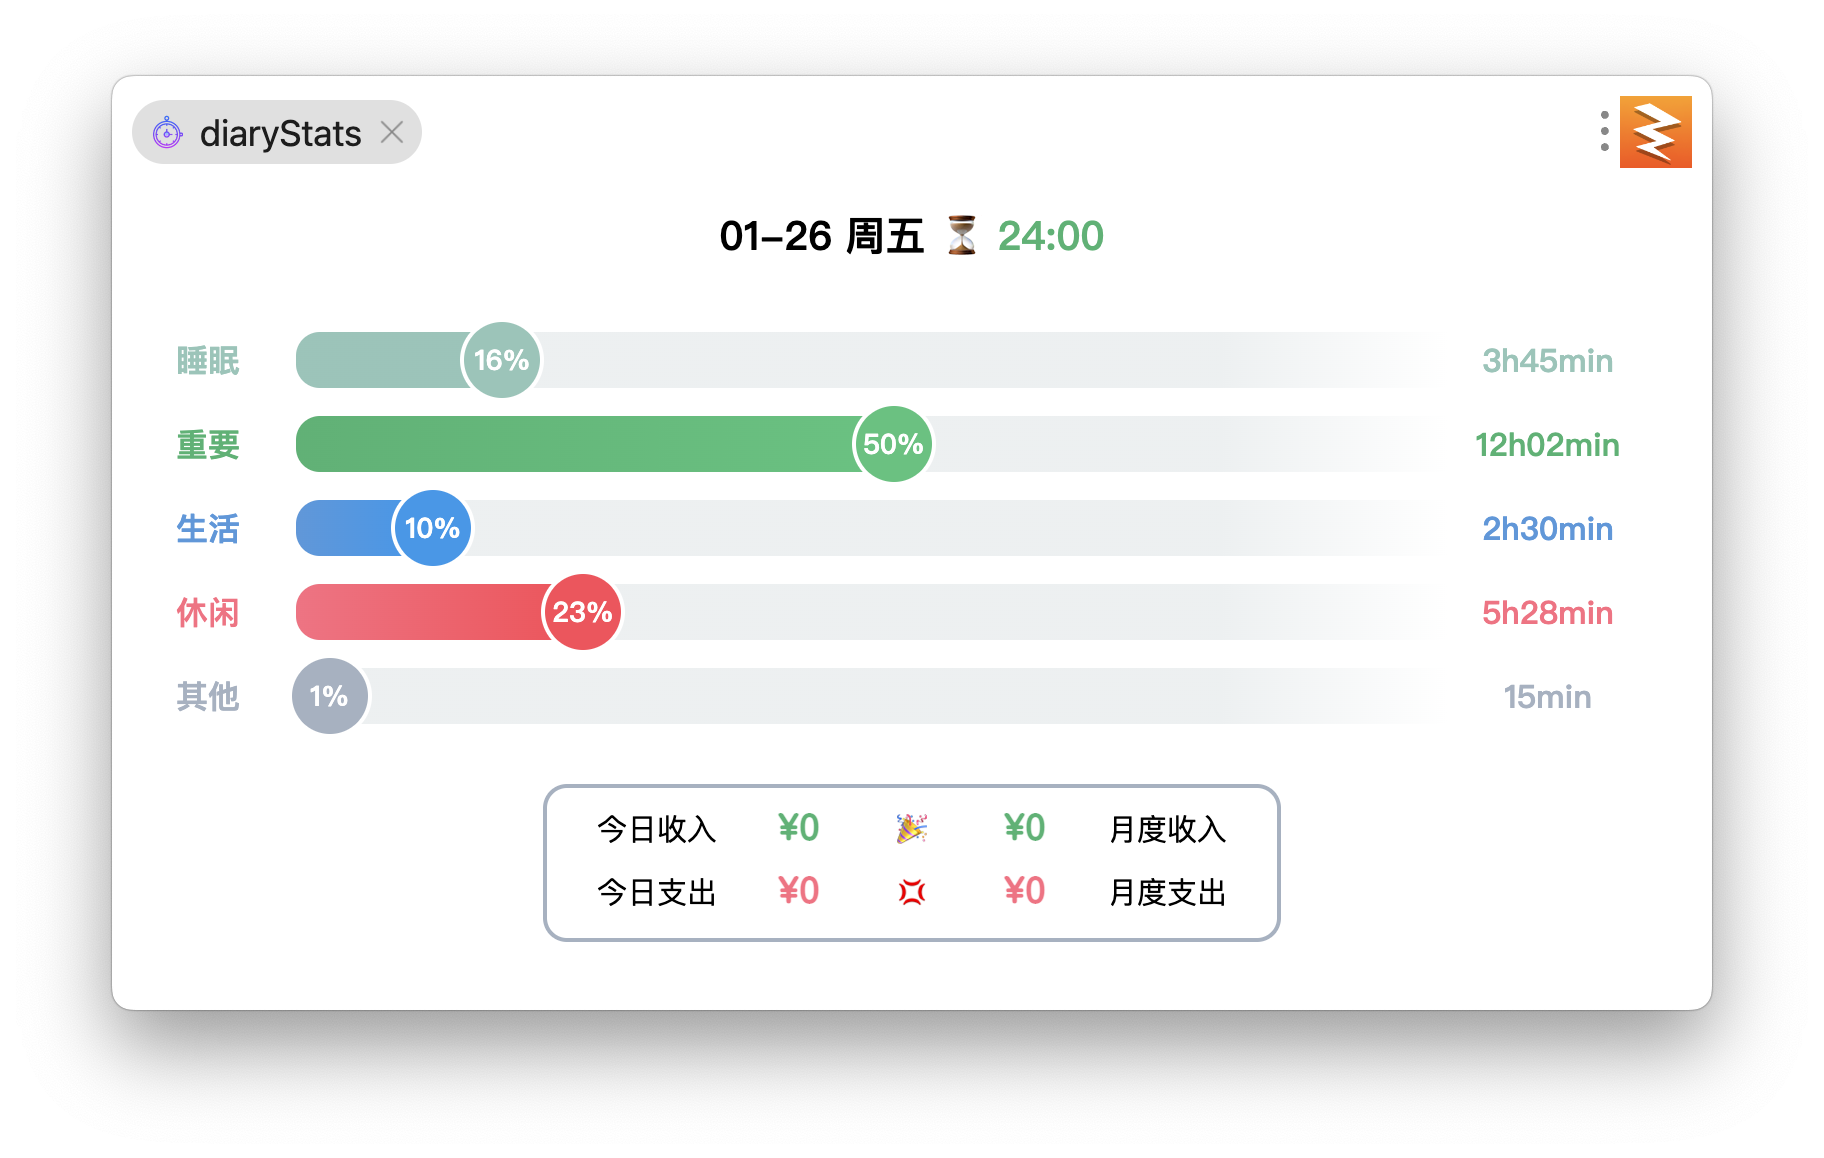 diaryStats
01-26 周五 ⏳ 24:00
睡眠 16% 3h45min
重要 50% 12h02min
生活 10% 2h30min
休闲 23% 5h28min
其他 1% 15min
今日收入 ¥0 🎉 ¥0 月度收入
今日支出 ¥0 💢 ¥0 月度支出